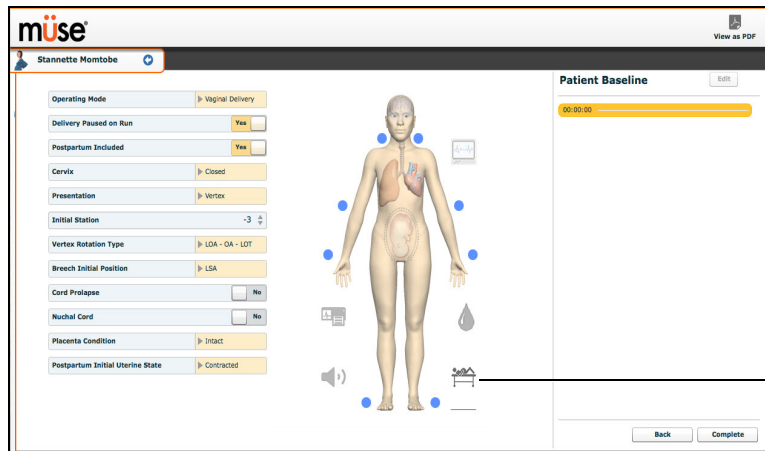 müse
View as PDF
Stannette Momtobe
Patient Baseline
Edit
00:00:00
Operating Mode Vaginal Delivery
Delivery Paused on Run Yes
Postpartum Included Yes
Cervix Closed
Presentation Vertex
Initial Station -3
Vertex Rotation Type LOA - OA - LOT
Breech Initial Position LSA
Cord Prolapse No
Nuchal Cord No
Placenta Condition Intact
Postpartum Initial Uterine State Contracted
Back Complete